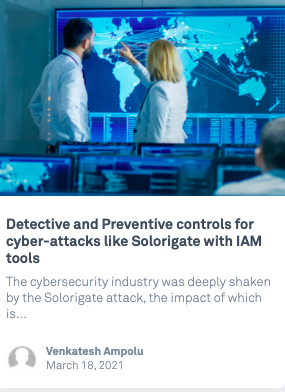 Detective and Preventive controls for
cyber-attacks like Solorigate with IAM
tools
The cybersecurity industry was deeply shaken
by the Solorigate attack, the impact of which
is...
Venkatesh Ampolu
March 18, 2021